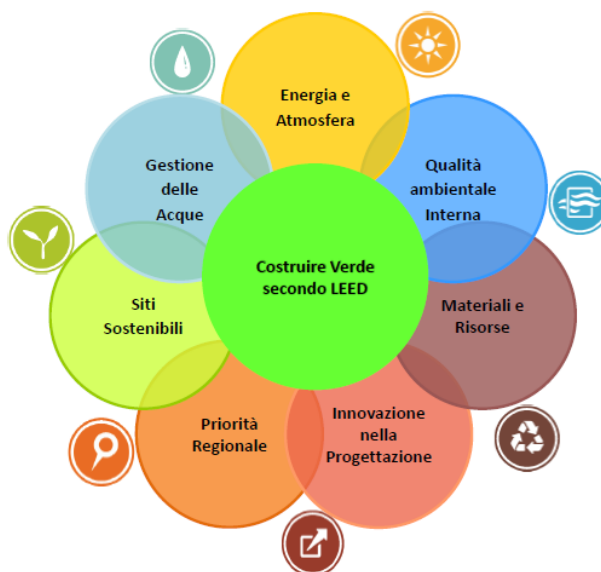 Energia e
Atmosfera
Qualità
ambientale
Interna
Materiali e
Risorse
Innovazione
nella
Progettazione
Priorità
Regionale
Siti
Sostenibili
Gestione
delle
Acque
Costruire Verde
secondo LEED